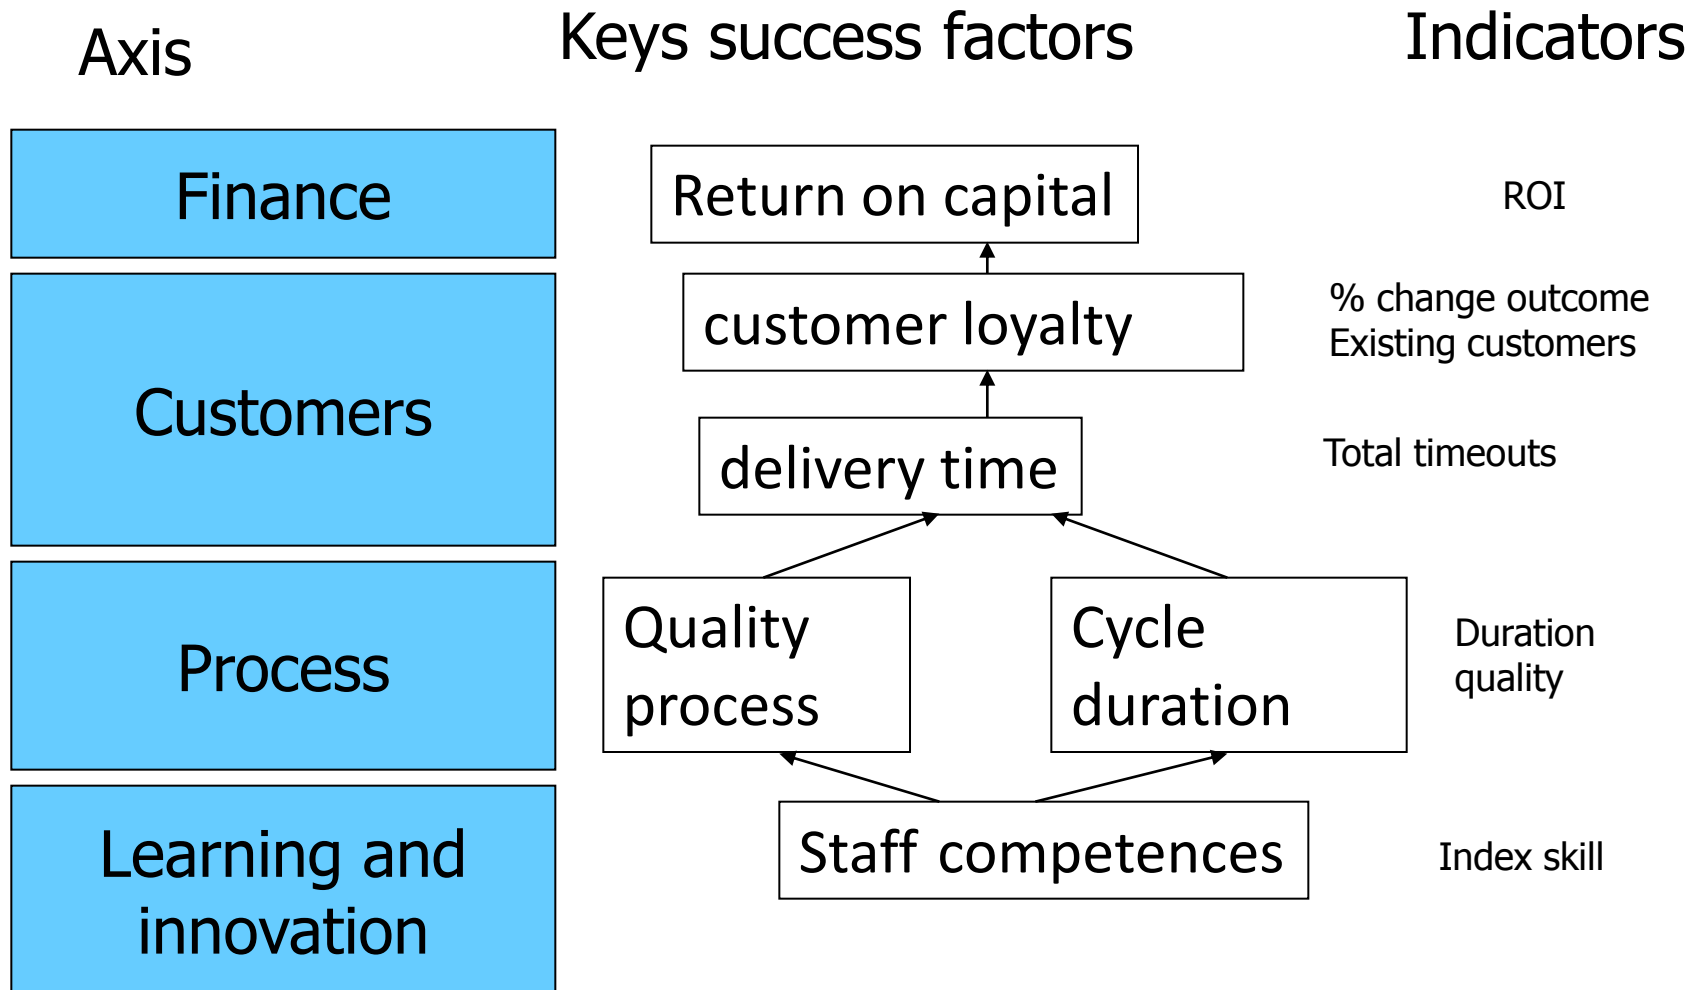 Axis
Keys success factors
Indicators
Finance
Return on capital
ROI
Customers
customer loyalty
% change outcome
Existing customers
delivery time
Total timeouts
Process
Quality
process
Cycle
duration
Duration
quality
Learning and
innovation
Staff competences
Index skill